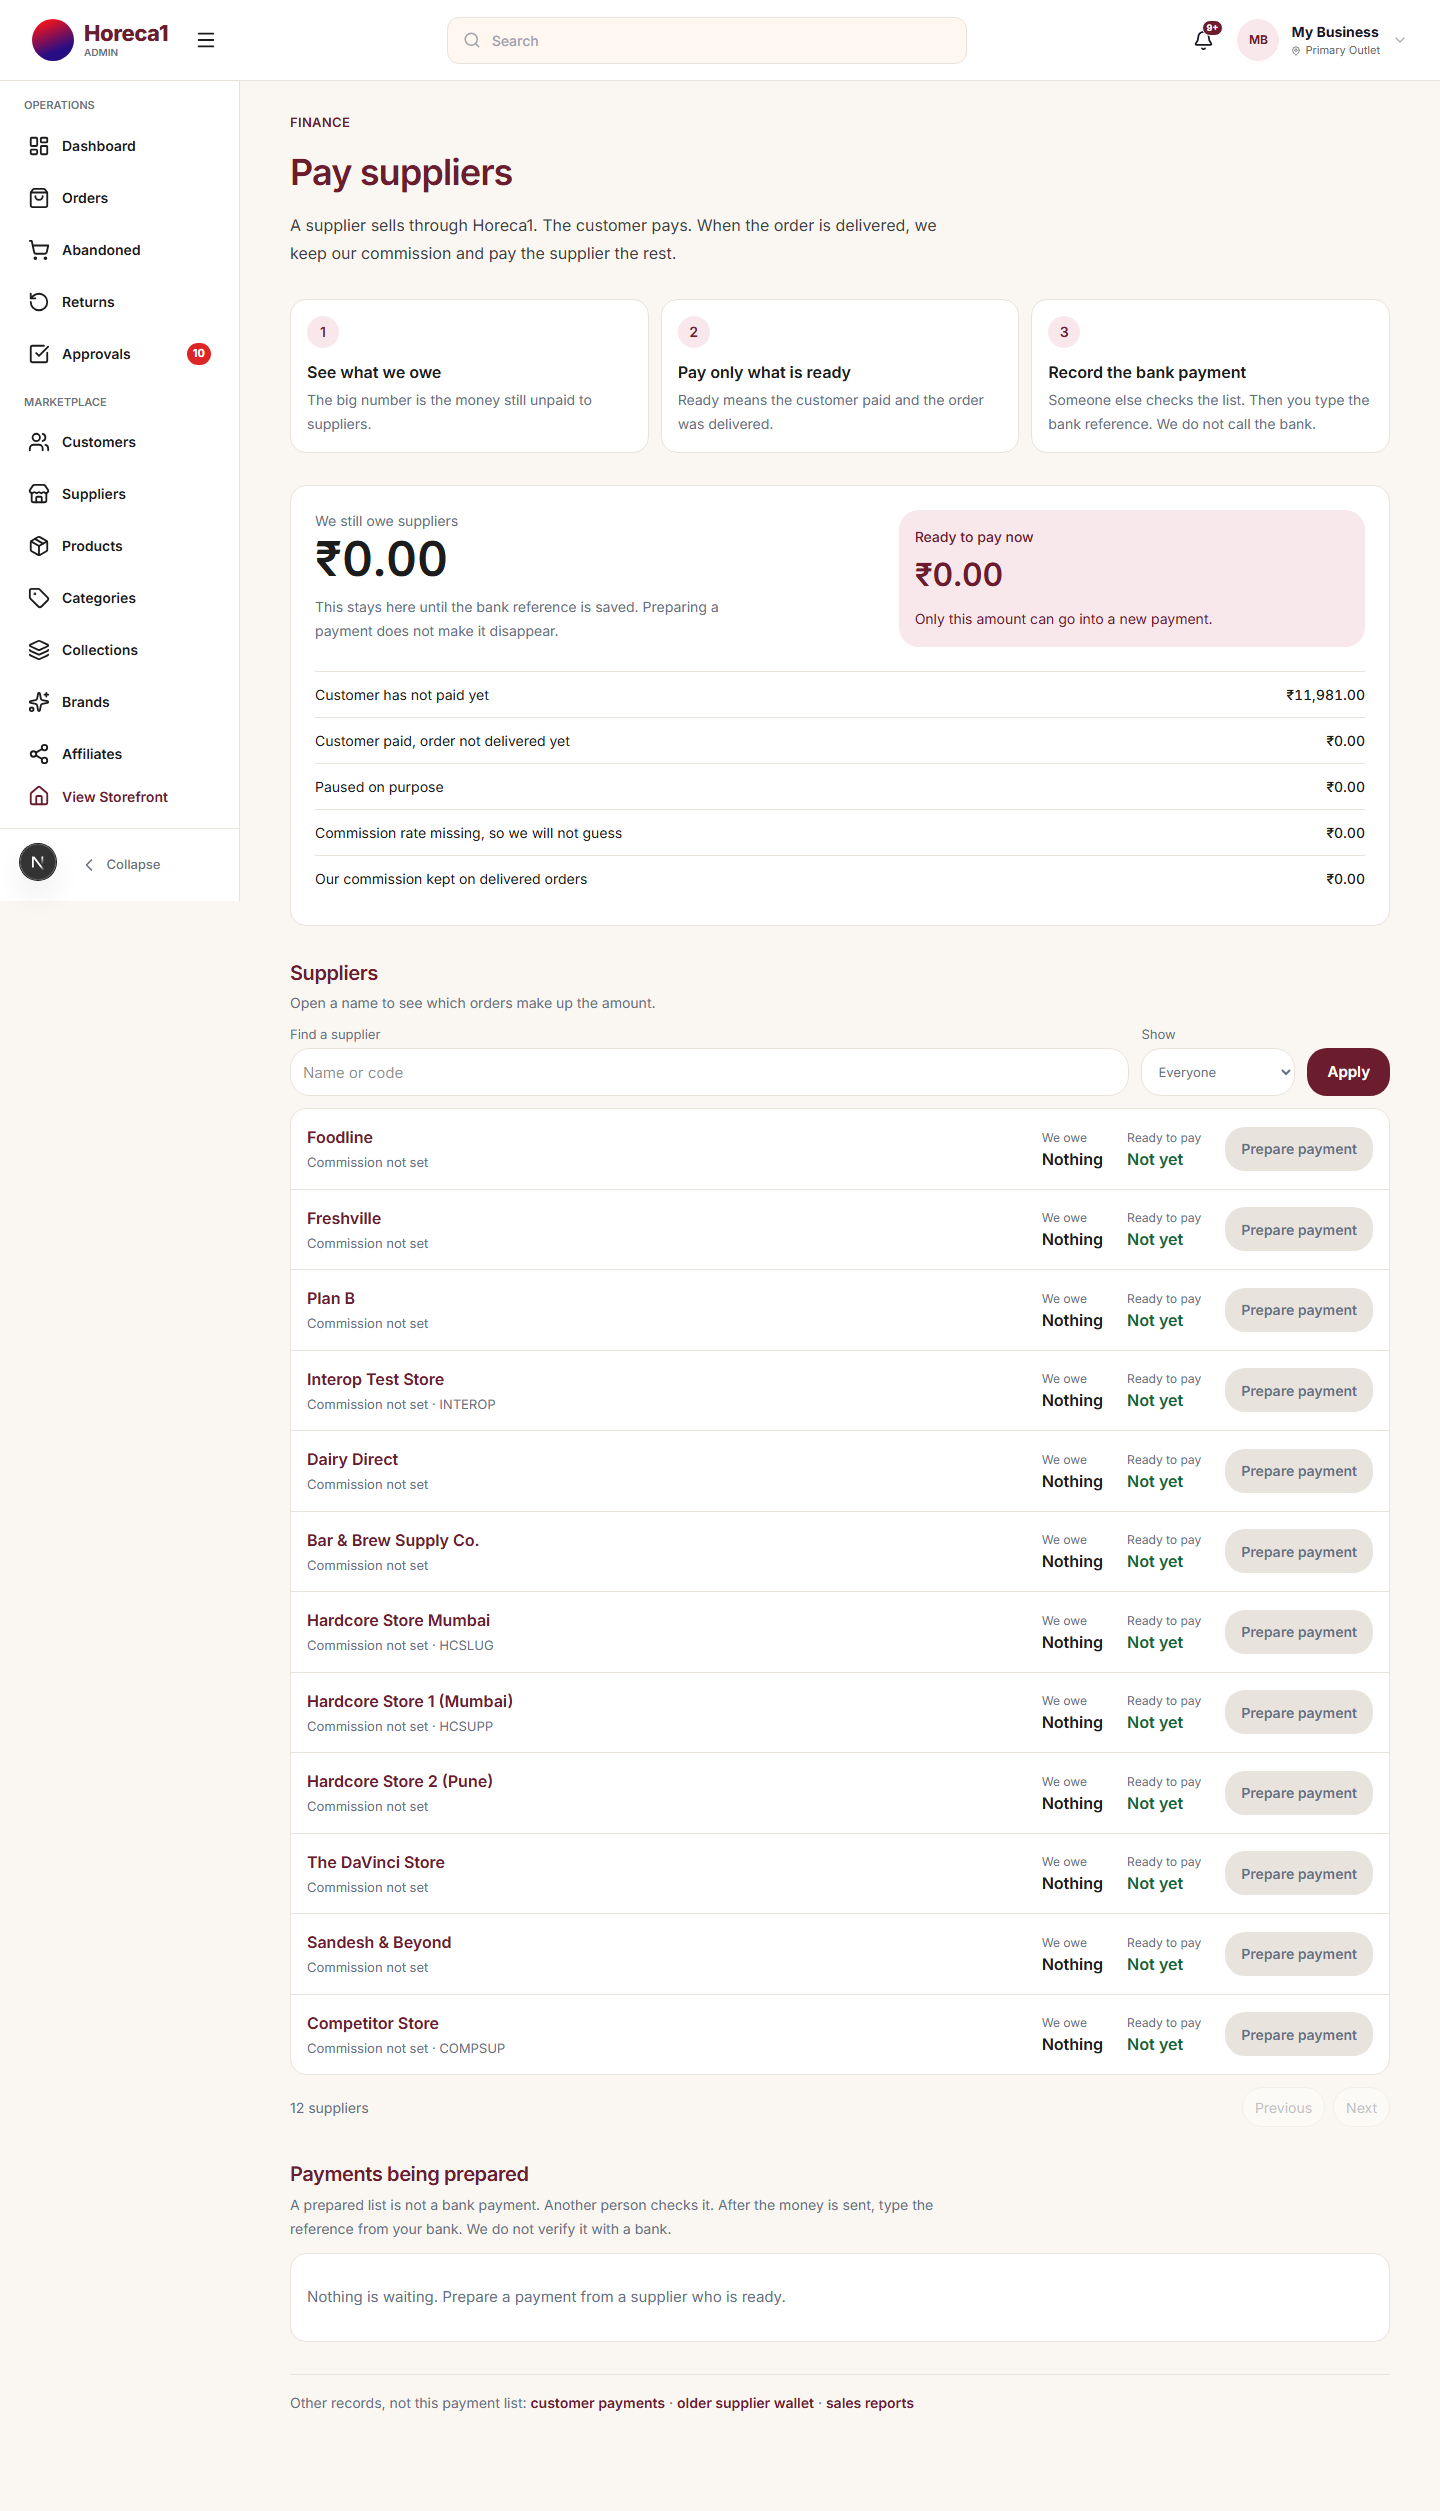 Horeca1
ADMIN
Search
9+
MB
My Business
Primary Outlet
OPERATIONS
Dashboard
Orders
Abandoned
Returns
Approvals
10
MARKETPLACE
Customers
Suppliers
Products
Categories
Collections
Brands
Affiliates
View Storefront
N
Collapse
FINANCE
Pay suppliers
A supplier sells through Horeca1. The customer pays. When the order is delivered, we
keep our commission and pay the supplier the rest.
1
See what we owe
The big number is the money still unpaid to
suppliers.
2
Pay only what is ready
Ready means the customer paid and the order
was delivered.
3
Record the bank payment
Someone else checks the list. Then you type the
bank reference. We do not call the bank.
We still owe suppliers
₹0.00
This stays here until the bank reference is saved. Preparing a
payment does not make it disappear.
Ready to pay now
₹0.00
Only this amount can go into a new payment.
Customer has not paid yet ₹11,981.00
Customer paid, order not delivered yet ₹0.00
Paused on purpose ₹0.00
Commission rate missing, so we will not guess ₹0.00
Our commission kept on delivered orders ₹0.00
Suppliers
Open a name to see which orders make up the amount.
Find a supplier
Name or code
Show
Everyone
Apply
Foodline
Commission not set
We owe
Nothing
Ready to pay
Not yet
Prepare payment
Freshville
Commission not set
We owe
Nothing
Ready to pay
Not yet
Prepare payment
Plan B
Commission not set
We owe
Nothing
Ready to pay
Not yet
Prepare payment
Interop Test Store
Commission not set · INTEROP
We owe
Nothing
Ready to pay
Not yet
Prepare payment
Dairy Direct
Commission not set
We owe
Nothing
Ready to pay
Not yet
Prepare payment
Bar & Brew Supply Co.
Commission not set
We owe
Nothing
Ready to pay
Not yet
Prepare payment
Hardcore Store Mumbai
Commission not set · HCSLUG
We owe
Nothing
Ready to pay
Not yet
Prepare payment
Hardcore Store 1 (Mumbai)
Commission not set · HCSUPP
We owe
Nothing
Ready to pay
Not yet
Prepare payment
Hardcore Store 2 (Pune)
Commission not set
We owe
Nothing
Ready to pay
Not yet
Prepare payment
The DaVinci Store
Commission not set
We owe
Nothing
Ready to pay
Not yet
Prepare payment
Sandesh & Beyond
Commission not set
We owe
Nothing
Ready to pay
Not yet
Prepare payment
Competitor Store
Commission not set · COMPSUP
We owe
Nothing
Ready to pay
Not yet
Prepare payment
12 suppliers
Previous
Next
Payments being prepared
A prepared list is not a bank payment. Another person checks it. After the money is sent, type the
reference from your bank. We do not verify it with a bank.
Nothing is waiting. Prepare a payment from a supplier who is ready.
Other records, not this payment list: customer payments · older supplier wallet · sales reports